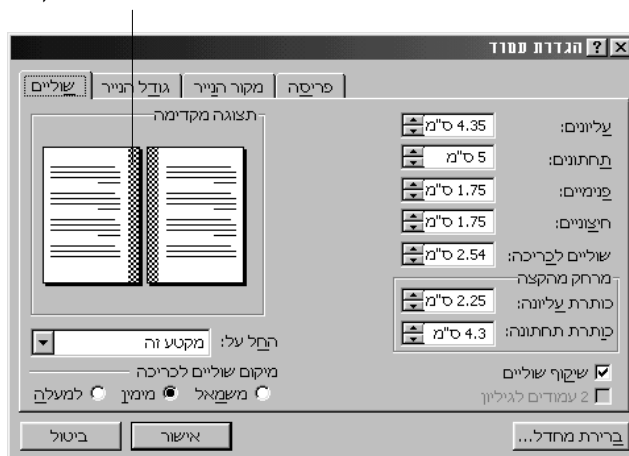 הגדרת עמוד
שוליים גודל הנייר מקור הנייר פריסה
תצוגה מקדימה
עליונים: 4.35 ס"מ
תחתונים: 5 ס"מ
פנימיים: 1.75 ס"מ
חיצוניים: 1.75 ס"מ
שוליים לכריכה: 2.54 ס"מ
מרחק מהקצה
כותרת עליונה: 2.25 ס"מ
כותרת תחתונה: 4.3 ס"מ
החל על: מקטע זה
שיקוף שוליים
2 עמודים לגיליון
מיקום שוליים לכריכה
משמאל מימין למעלה
ברירת מחדל...
אישור ביטול